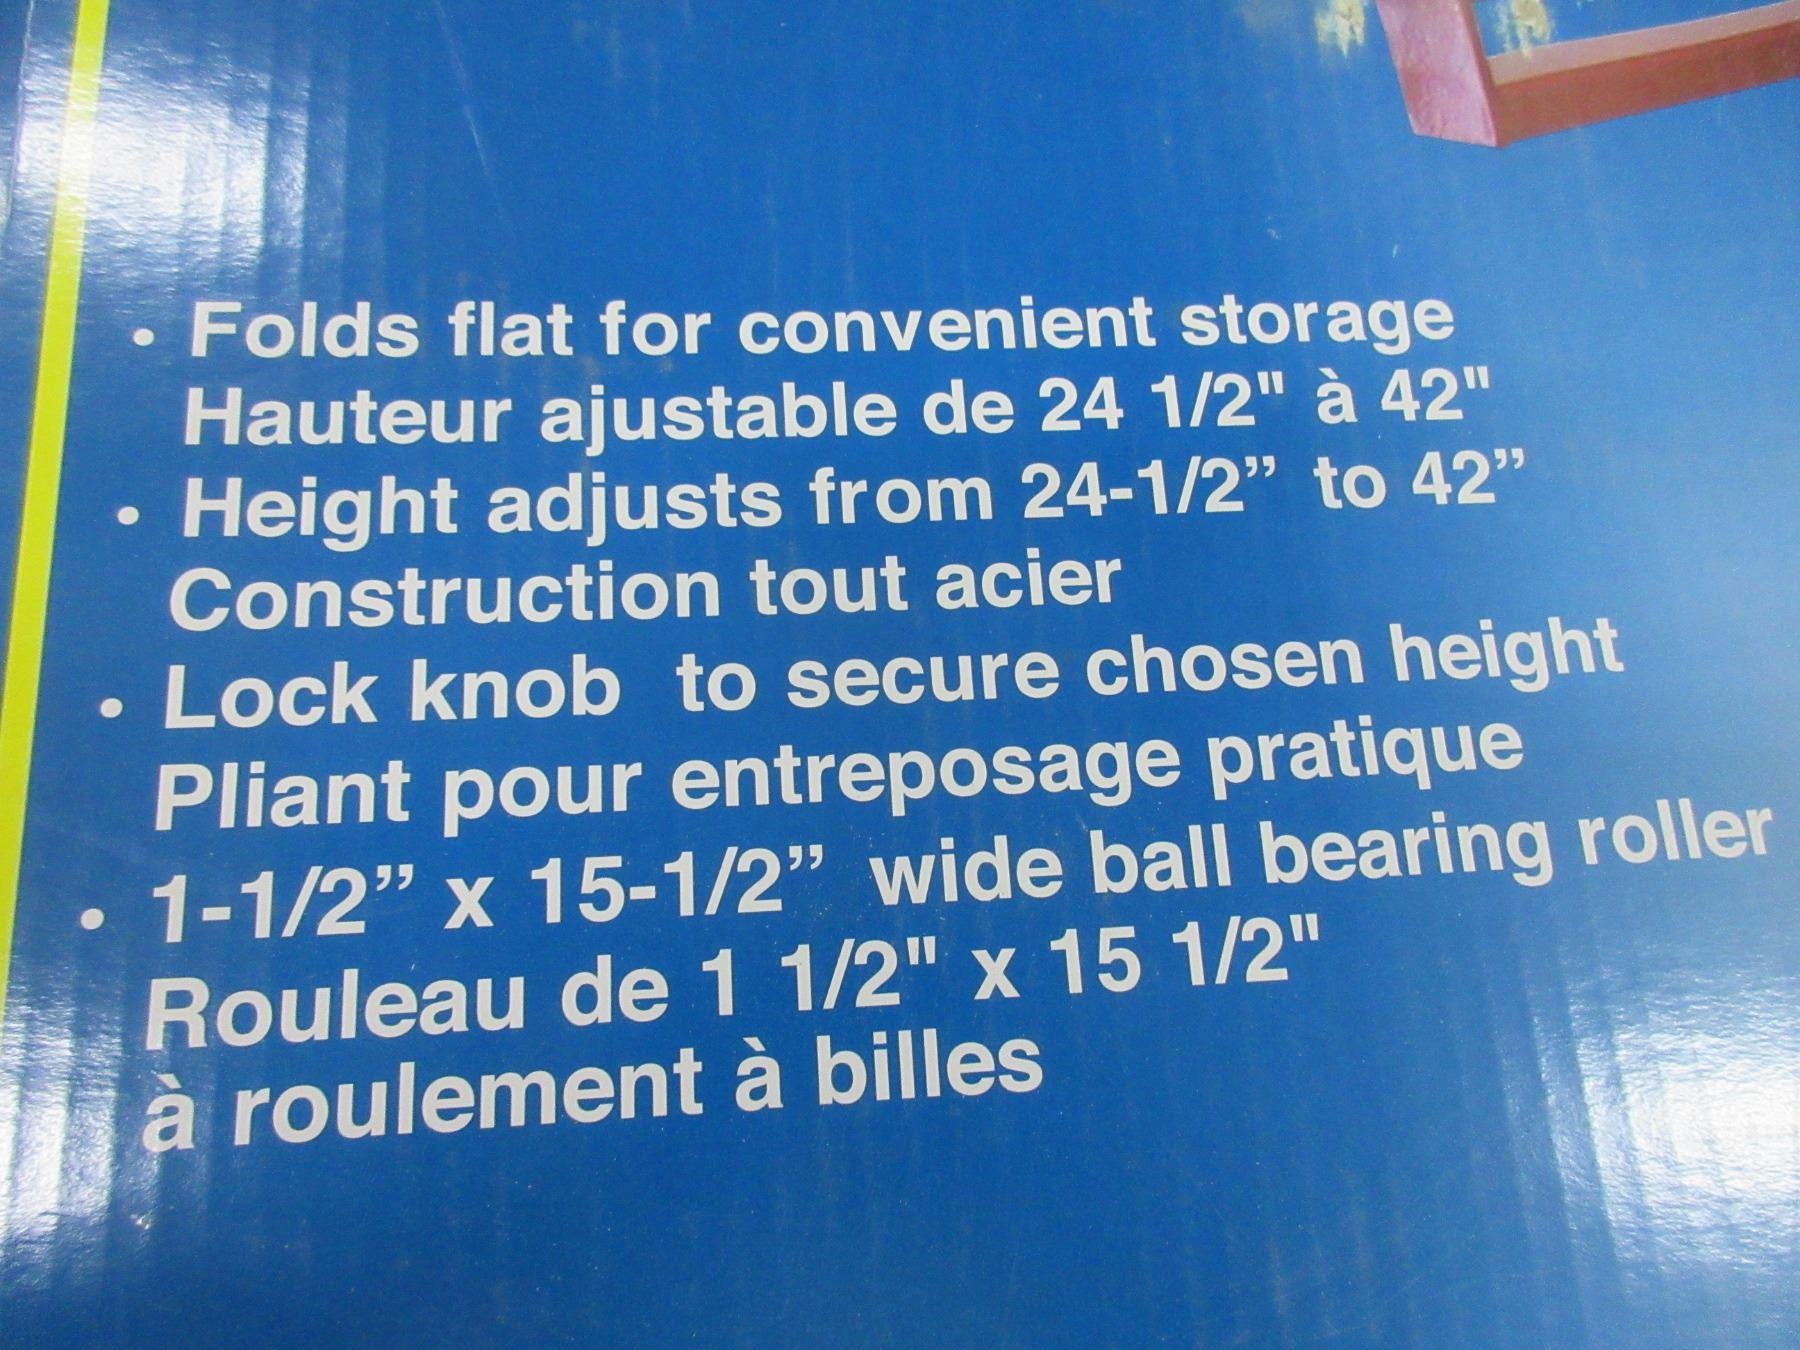 • Folds flat for convenient storage
Hauteur ajustable de 24 1/2" à 42"
• Height adjusts from 24-1/2” to 42”
Construction tout acier
• Lock knob to secure chosen height
Pliant pour entreposage pratique
• 1-1/2” x 15-1/2” wide ball bearing roller
Rouleau de 1 1/2" x 15 1/2"
à roulement à billes